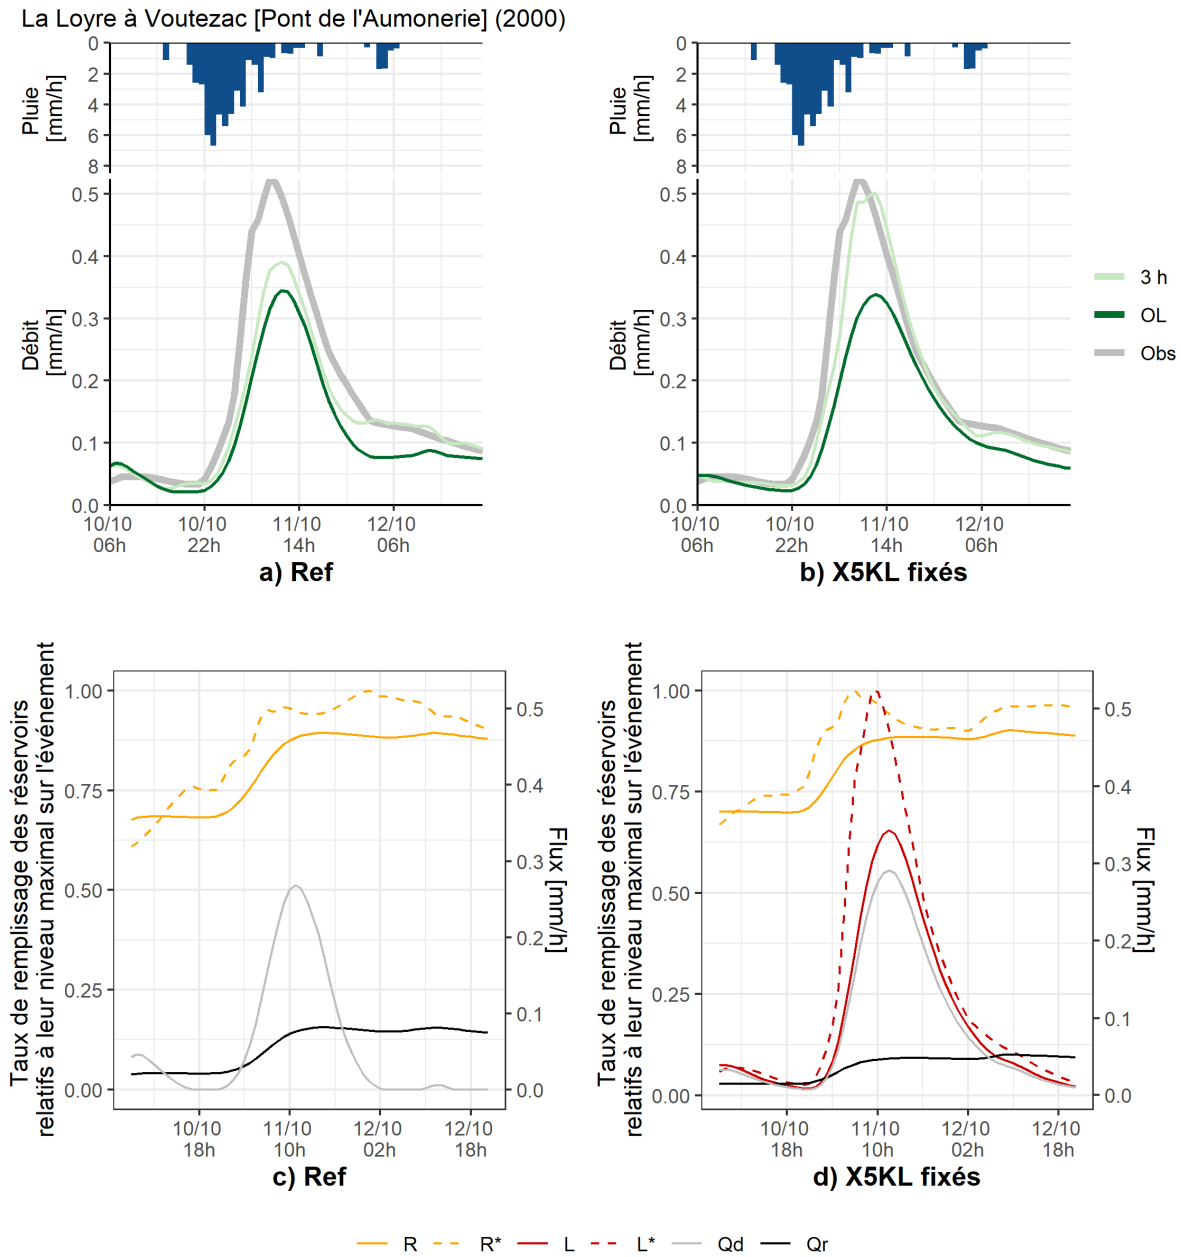 La Loyre à Voutezac [Pont de l'Aumonerie] (2000)
Pluie
[mm/h]
0
2
4
6
8
Débit
[mm/h]
0.5
0.4
0.3
0.2
0.1
0.0
10/10 10/10 11/10 12/10
06h 22h 14h 06h
a) Ref
Pluie
[mm/h]
0
2
4
6
8
Débit
[mm/h]
0.5
0.4
0.3
0.2
0.1
0.0
10/10 10/10 11/10 12/10
06h 22h 14h 06h
b) X5KL fixés
3 h
OL
Obs
Taux de remplissage des réservoirs
relatifs à leur niveau maximal sur l'événement
1.00
0.75
0.50
0.25
0.00
0.5
0.4
0.3
0.2
0.1
0.0
Flux [mm/h]
10/10 11/10 12/10 12/10
18h 10h 02h 18h
c) Ref
Taux de remplissage des réservoirs
relatifs à leur niveau maximal sur l'événement
1.00
0.75
0.50
0.25
0.00
0.5
0.4
0.3
0.2
0.1
0.0
Flux [mm/h]
10/10 11/10 12/10 12/10
18h 10h 02h 18h
d) X5KL fixés
R R* L L* Qd Qr